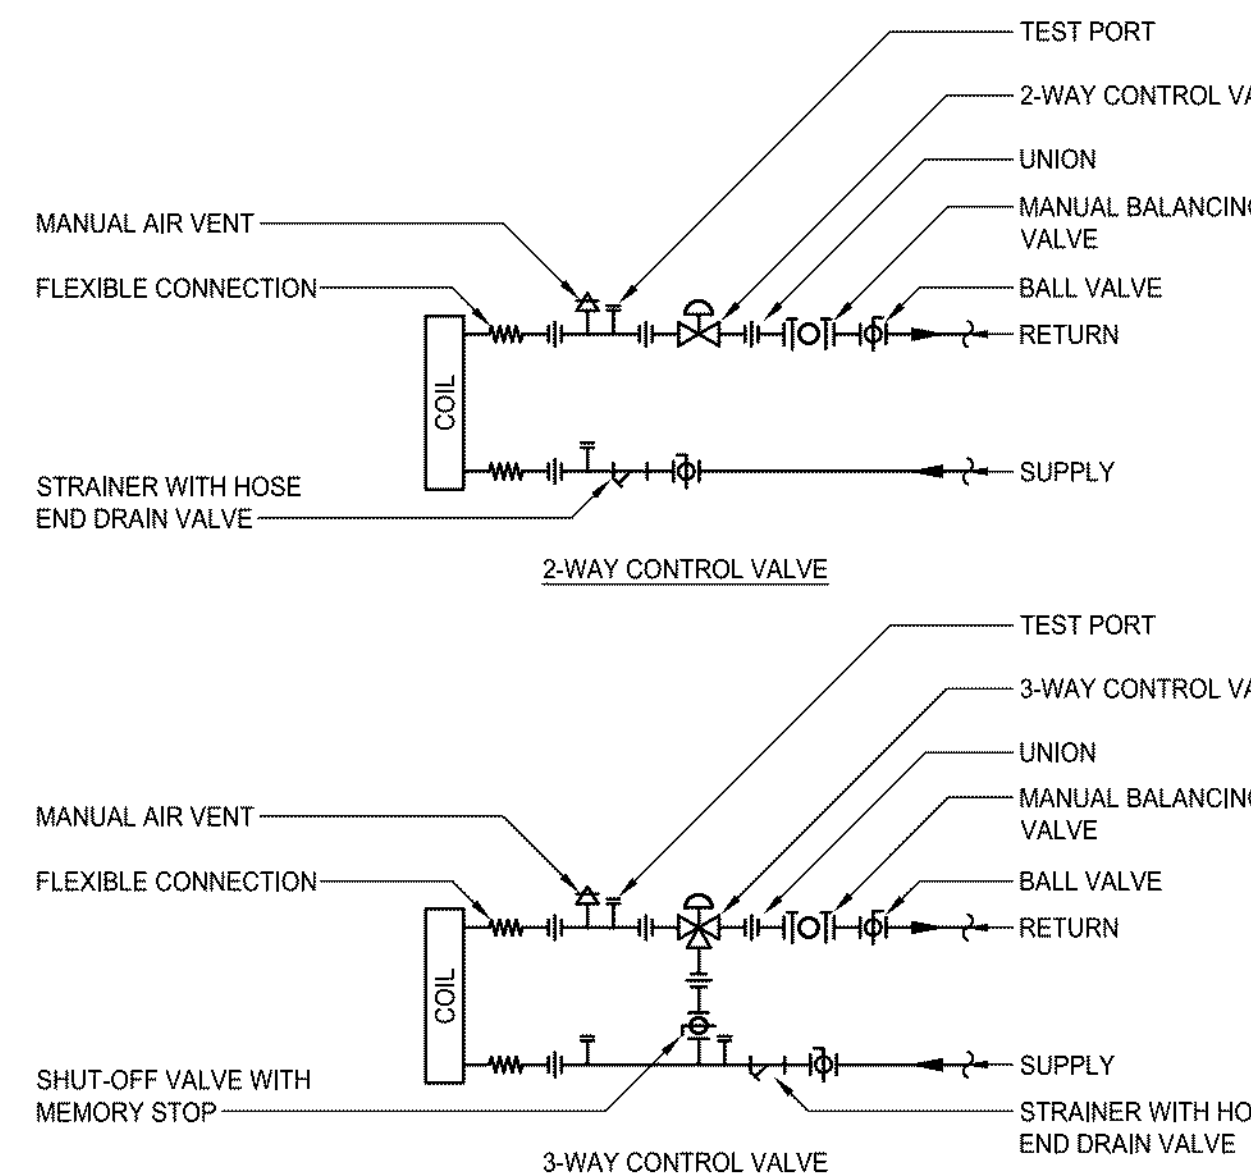 TEST PORT
2-WAY CONTROL
UNION
MANUAL AIR VENT
MANUAL BALANCING
VALVE
FLEXIBLE CONNECTION
BALL VALVE
RETURN
COIL
STRAINER WITH HOSE
END DRAIN VALVE
SUPPLY
2-WAY CONTROL VALVE
TEST PORT
3-WAY CONTROL
UNION
MANUAL AIR VENT
MANUAL BALANCING
VALVE
FLEXIBLE CONNECTION
BALL VALVE
RETURN
COIL
SHUT-OFF VALVE WITH
MEMORY STOP
SUPPLY
STRAINER WITH
END DRAIN VALVE
3-WAY CONTROL VALVE